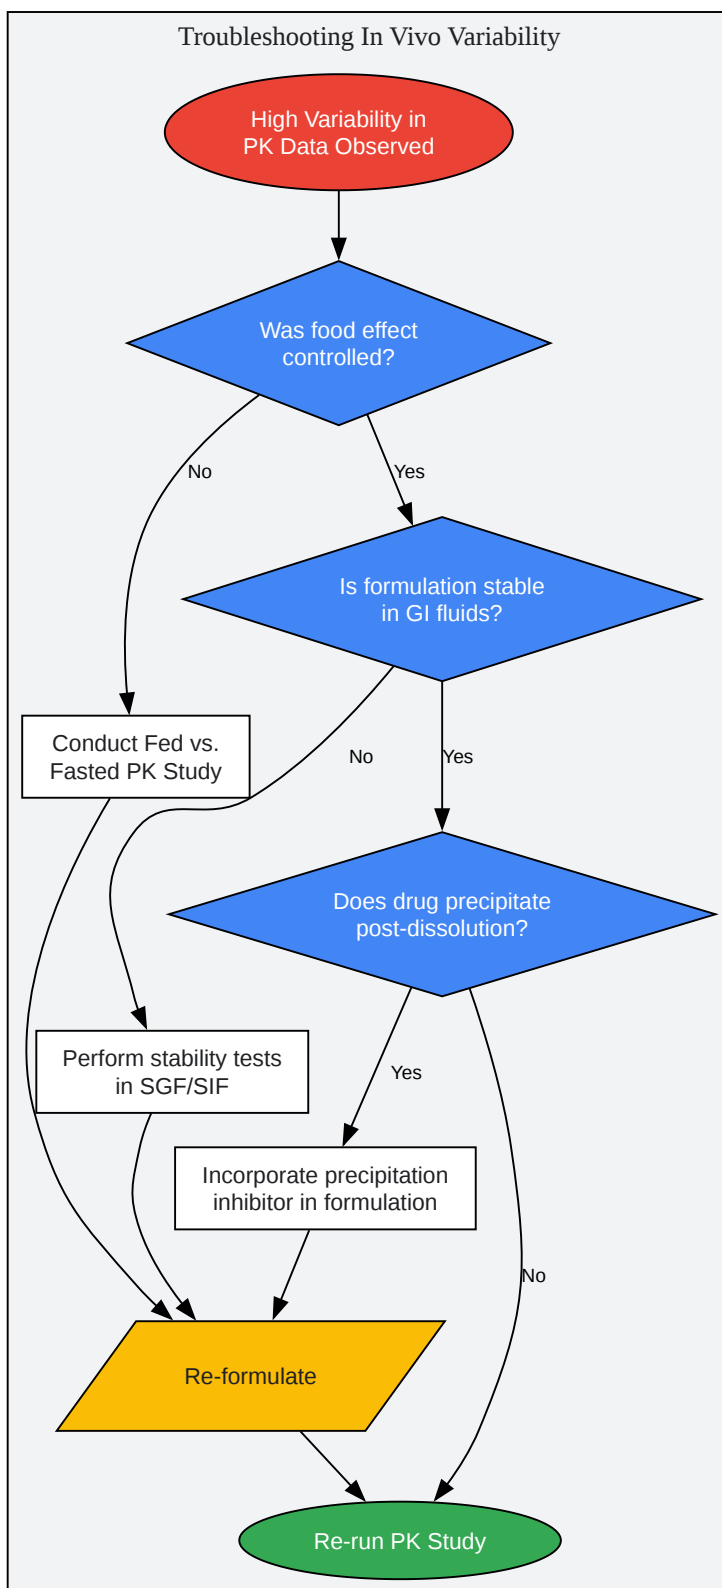 Troubleshooting In Vivo Variability
High Variability in
PK Data Observed
Was food effect
controlled?
No
Yes
Is formulation stable
in GI fluids?
Conduct Fed vs.
Fasted PK Study
No
Yes
Does drug precipitate
post-dissolution?
Perform stability tests
in SGF/SIF
Yes
Incorporate precipitation
inhibitor in formulation
No
Re-formulate
Re-run PK Study